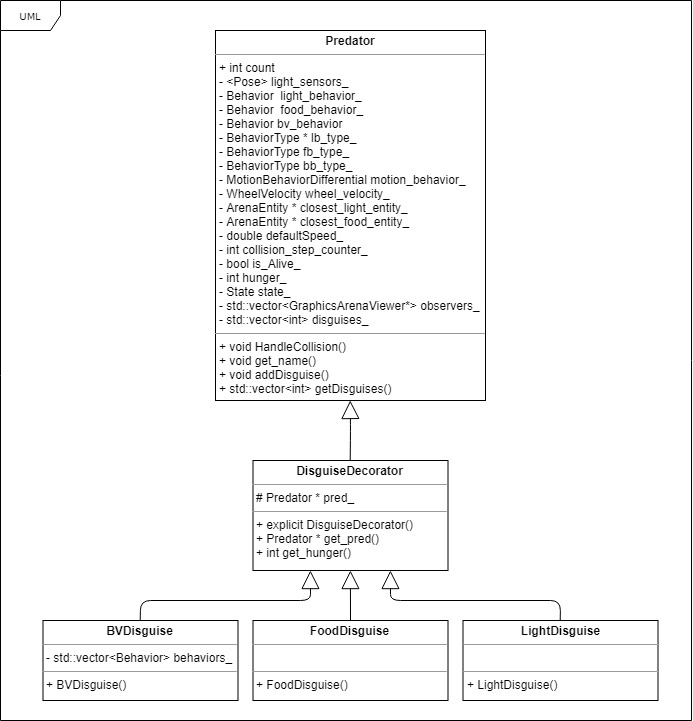 UML
Predator
+ int count
- <Pose> light_sensors_
- Behavior  light_behavior_
- Behavior  food_behavior_
- Behavior bv_behavior
- BehaviorType * lb_type_
- BehaviorType fb_type_
- BehaviorType bb_type_
- MotionBehaviorDifferential motion_behavior_
- WheelVelocity wheel_velocity_
- ArenaEntity * closest_light_entity_
- ArenaEntity * closest_food_entity_
- double defaultSpeed_
- int collision_step_counter_
- bool is_Alive_
- int hunger_
- State state_
- std::vector<GraphicsArenaViewer*> observers_
- std::vector<int> disguises_
+ void HandleCollision()
+ void get_name()
+ void addDisguise()
+ std::vector<int> getDisguises()
DisguiseDecorator
# Predator * pred_
+ explicit DisguiseDecorator()
+ Predator * get_pred()
+ int get_hunger()
BVDisguise
- std::vector<Behavior> behaviors_
+ BVDisguise()
FoodDisguise
+ FoodDisguise()
LightDisguise
+ LightDisguise()